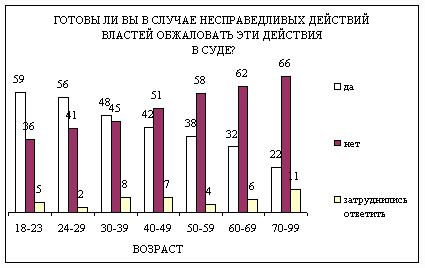 ГОТОВЫ ЛИ ВЫ В СЛУЧАЕ НЕСПРАВЕДЛИВЫХ ДЕЙСТВИЙ
ВЛАСТЕЙ ОБЖАЛОВАТЬ ЭТИ ДЕЙСТВИЯ
В СУДЕ?
59 36 5
56 41 2
48 45 8
42 51 7
38 58 4
32 62 6
22 66 11
да
нет
затруднились
ответить
18-23 24-29 30-39 40-49 50-59 60-69 70-99
ВОЗРАСТ